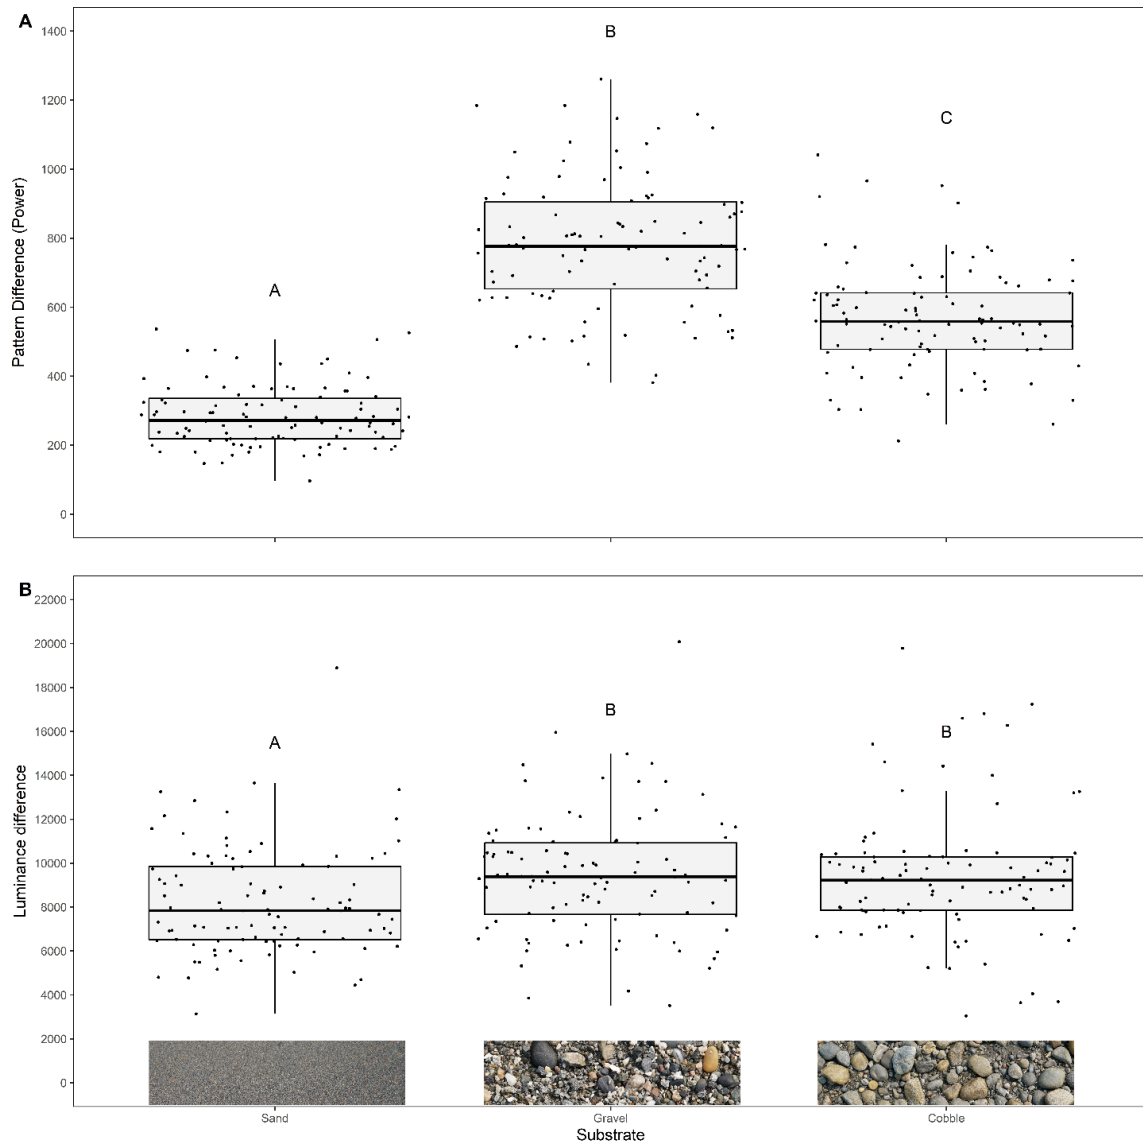 A
1400
1200
1000
800
600
400
200
0
Pattern Difference (Power)
A
B
C
B
22000
20000
18000
16000
14000
12000
10000
8000
6000
4000
2000
0
Luminance difference
A
B
B
Sand Gravel Cobble
Substrate